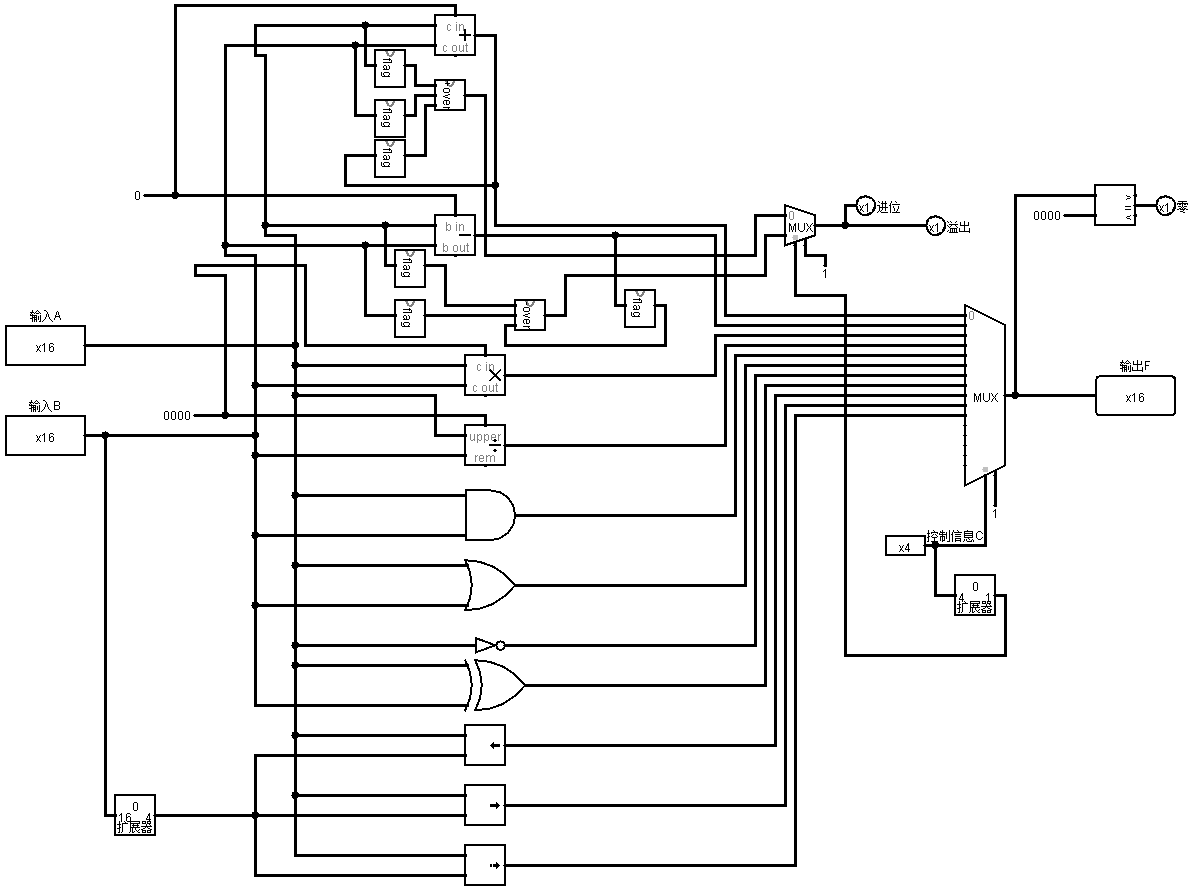 c in
+
c out
flag
+over
flag
flag
0
b in
−
b out
0
MUX
1
x1 进位
x1 溢出
0000
x1 零
flag
flag
-over
flag
输入A
x16
c in
×
c out
0
MUX
1
输出F
x16
输入B
x16
0000
upper
÷
rem
x4
控制信息C
0
4 1
扩展器
0
16 4
扩展器